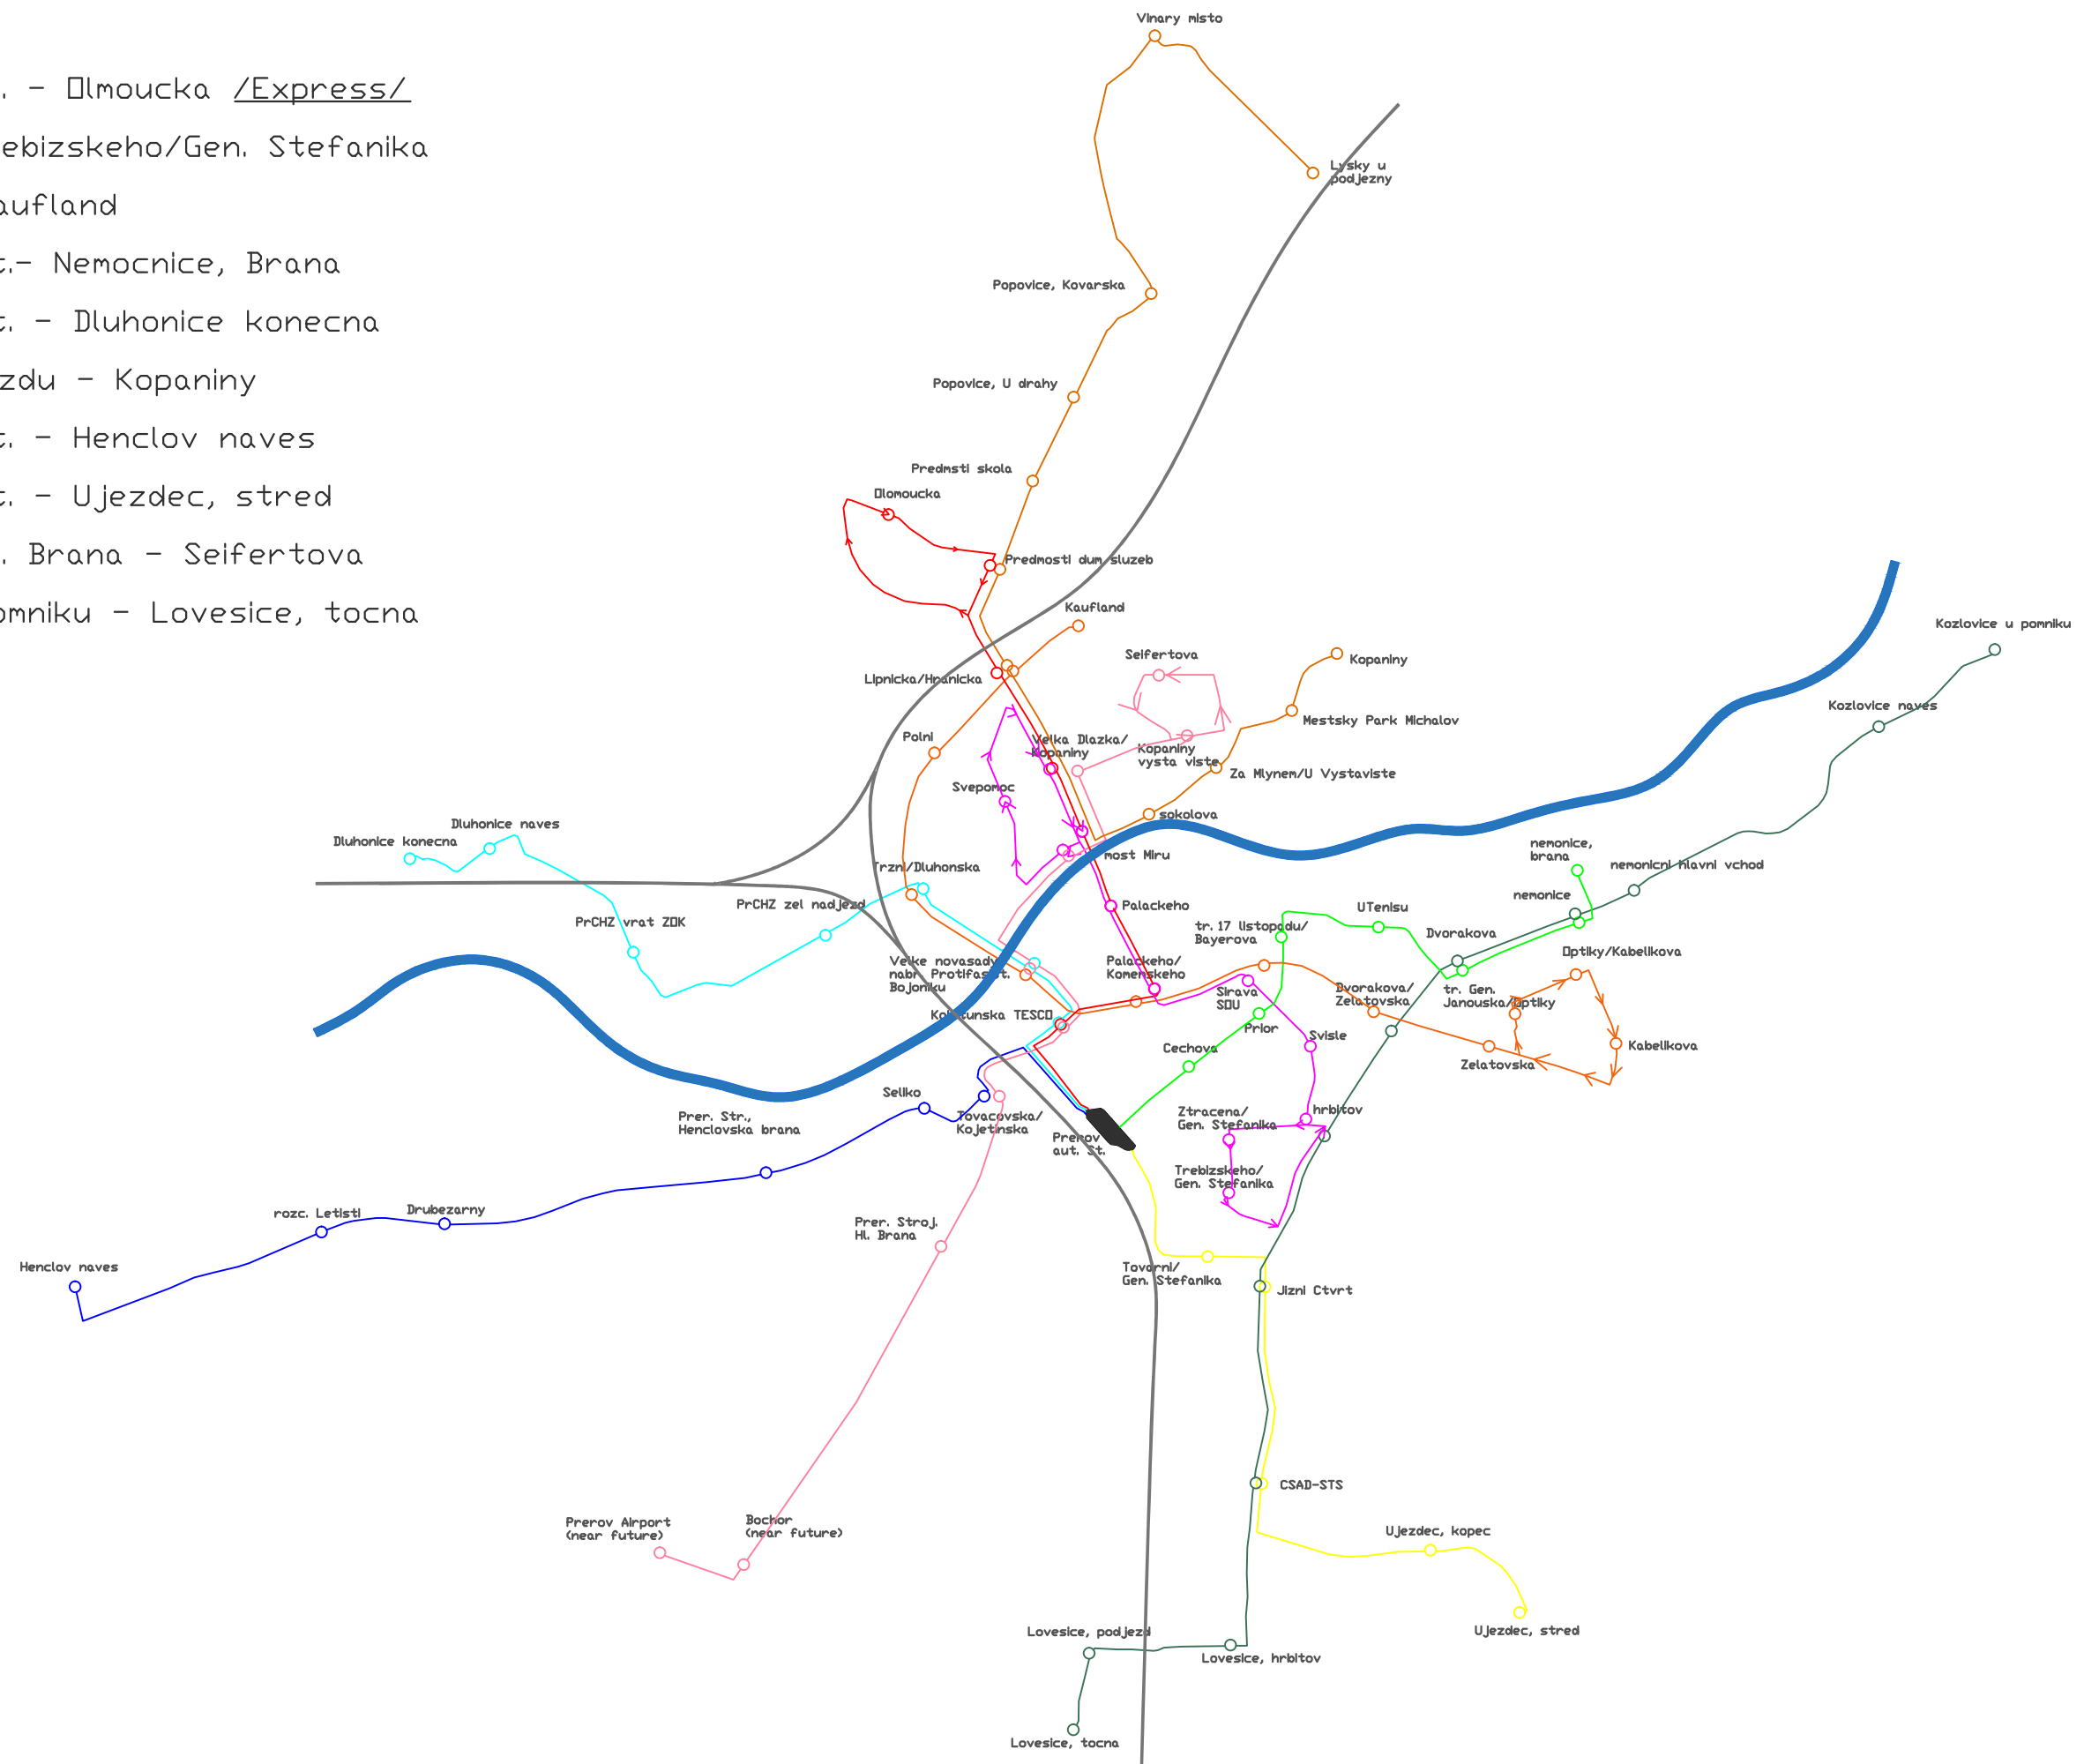 Vinary misto
. - Olmoucka /Express/
ebizskeho/Gen. Stefanika
Lysky u
podjezny
aufland
t.- Nemocnice, Brana
Popovice, Kovarska
t. - Dluhonice konecna
zdu - Kopaniny
Popovice, U drahy
t. - Henclov naves
Predmsti skola
t. - Ujezdec, stred
Olomoucka
. Brana - Seifertova
Predmosti dum sluzeb
omniku - Lovesice, tocna
Kaufland
Kozlovice u pomniku
Seifertova
Kopaniny
Lipnicka/Hranicka
Kozlovice naves
Mestsky Park Michalov
Polni
Velka Dlazka/
Kopaniny
Kopaniny
vysta viste
Za Mlynem/U Vystaviste
Svepomoc
sokolova
Dluhonice naves
Dluhonice konecna
nemonice,
brana
most Miru
nemonicni hlavni vchod
Trzni/Dluhonska
nemonice
PrCHZ zel nadjezd
Palackeho
UTenisu
PrCHZ vrat ZOK
tr. 17 listopadu/
Bayerova
Dvorakova
Optiky/Kabelikova
Velke novasady
nabr. Protifasist.
Bojoniku
Palackeho/
Komenskeho
Sirava
SOU
Dvorakova/
Zelatovska
tr. Gen.
Janouska/Optiky
TESCO
Prior
Svisle
Cechova
Kabelikova
Zelatovska
Seliko
Tovacovska/
Kojetinska
Prer. Str.,
Henclovska brana
Ztracena/
Gen. Stefanika
hrbitov
Prerov
aut. St.
Trebizskeho/
Gen. Stefanika
rozc. Letisti
Drubezarny
Prer. Stroj.
Hl. Brana
Henclov naves
Tovarni/
Gen. Stefanika
Jizni Ctvrt
CSAD-STS
Prerov Airport
(near future)
Bochor
(near future)
Ujezdec, kopec
Lovesice, podjezd
Ujezdec, stred
Lovesice, hrbitov
Lovesice, tocna